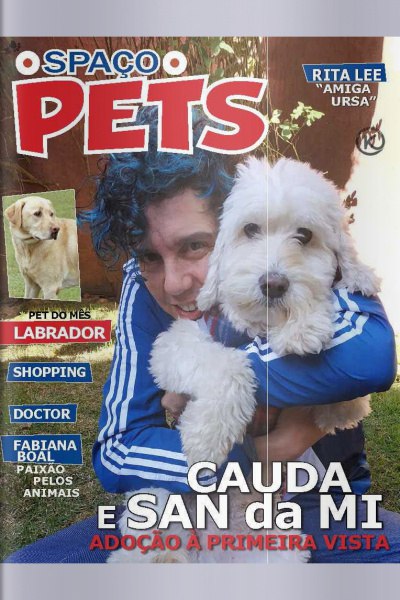 SPAÇO
PETS
RITA LEE
"AMIGA
URSA"
PET DO MÊS
LABRADOR
SHOPPING
DOCTOR
FABIANA
BOAL
PAIXÃO
PELOS
ANIMAIS
CAUDA
E SAN da MI
ADOÇÃO À PRIMEIRA VISTA